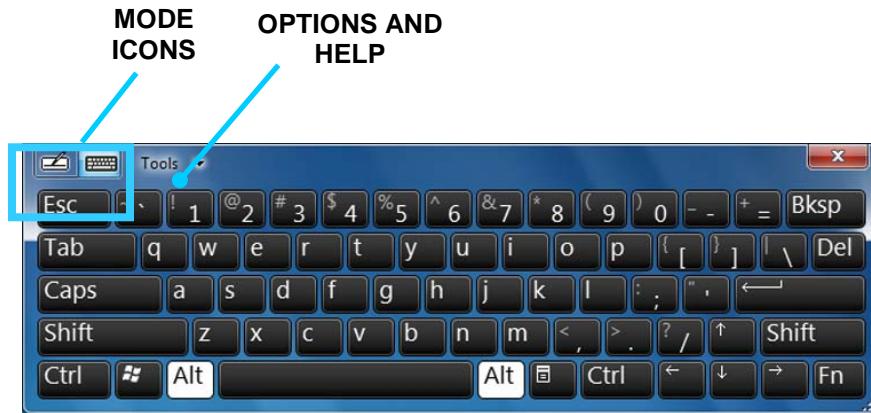 MODE
ICONS
OPTIONS AND
HELP
Tools
Esc ~ ` ! 1 @ 2 # 3 $ 4 % 5 ^ 6 & 7 * 8 ( 9 ) 0 _ - + = Bksp
Tab q w e r t y u i o p { [ } ] | \ Del
Caps a s d f g h j k l : ; " '
Shift z x c v b n m < , > . ? / ↑ Shift
Ctrl Alt Alt Ctrl ← ↓ → Fn